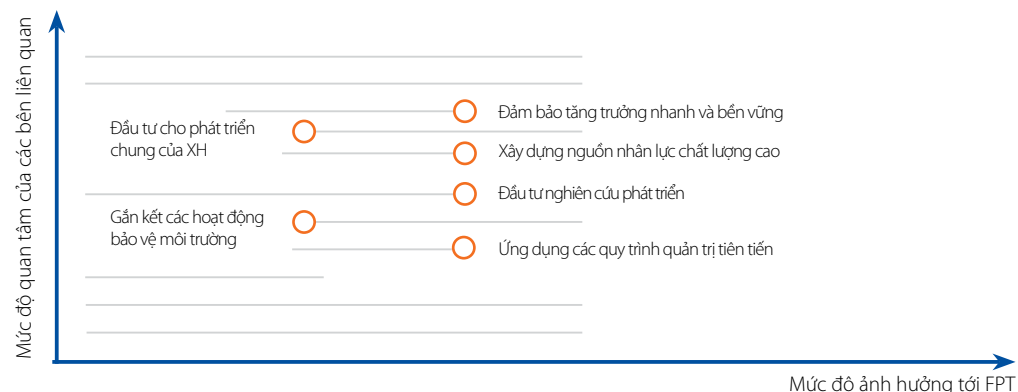 Mức độ quan tâm của các bên liên quan
Đảm bảo tăng trưởng nhanh và bền vững
Đầu tư cho phát triển
chung của XH
Xây dựng nguồn nhân lực chất lượng cao
Đầu tư nghiên cứu phát triển
Gắn kết các hoạt động
bảo vệ môi trường
Ứng dụng các quy trình quản trị tiên tiến
Mức độ ảnh hưởng tới FPT